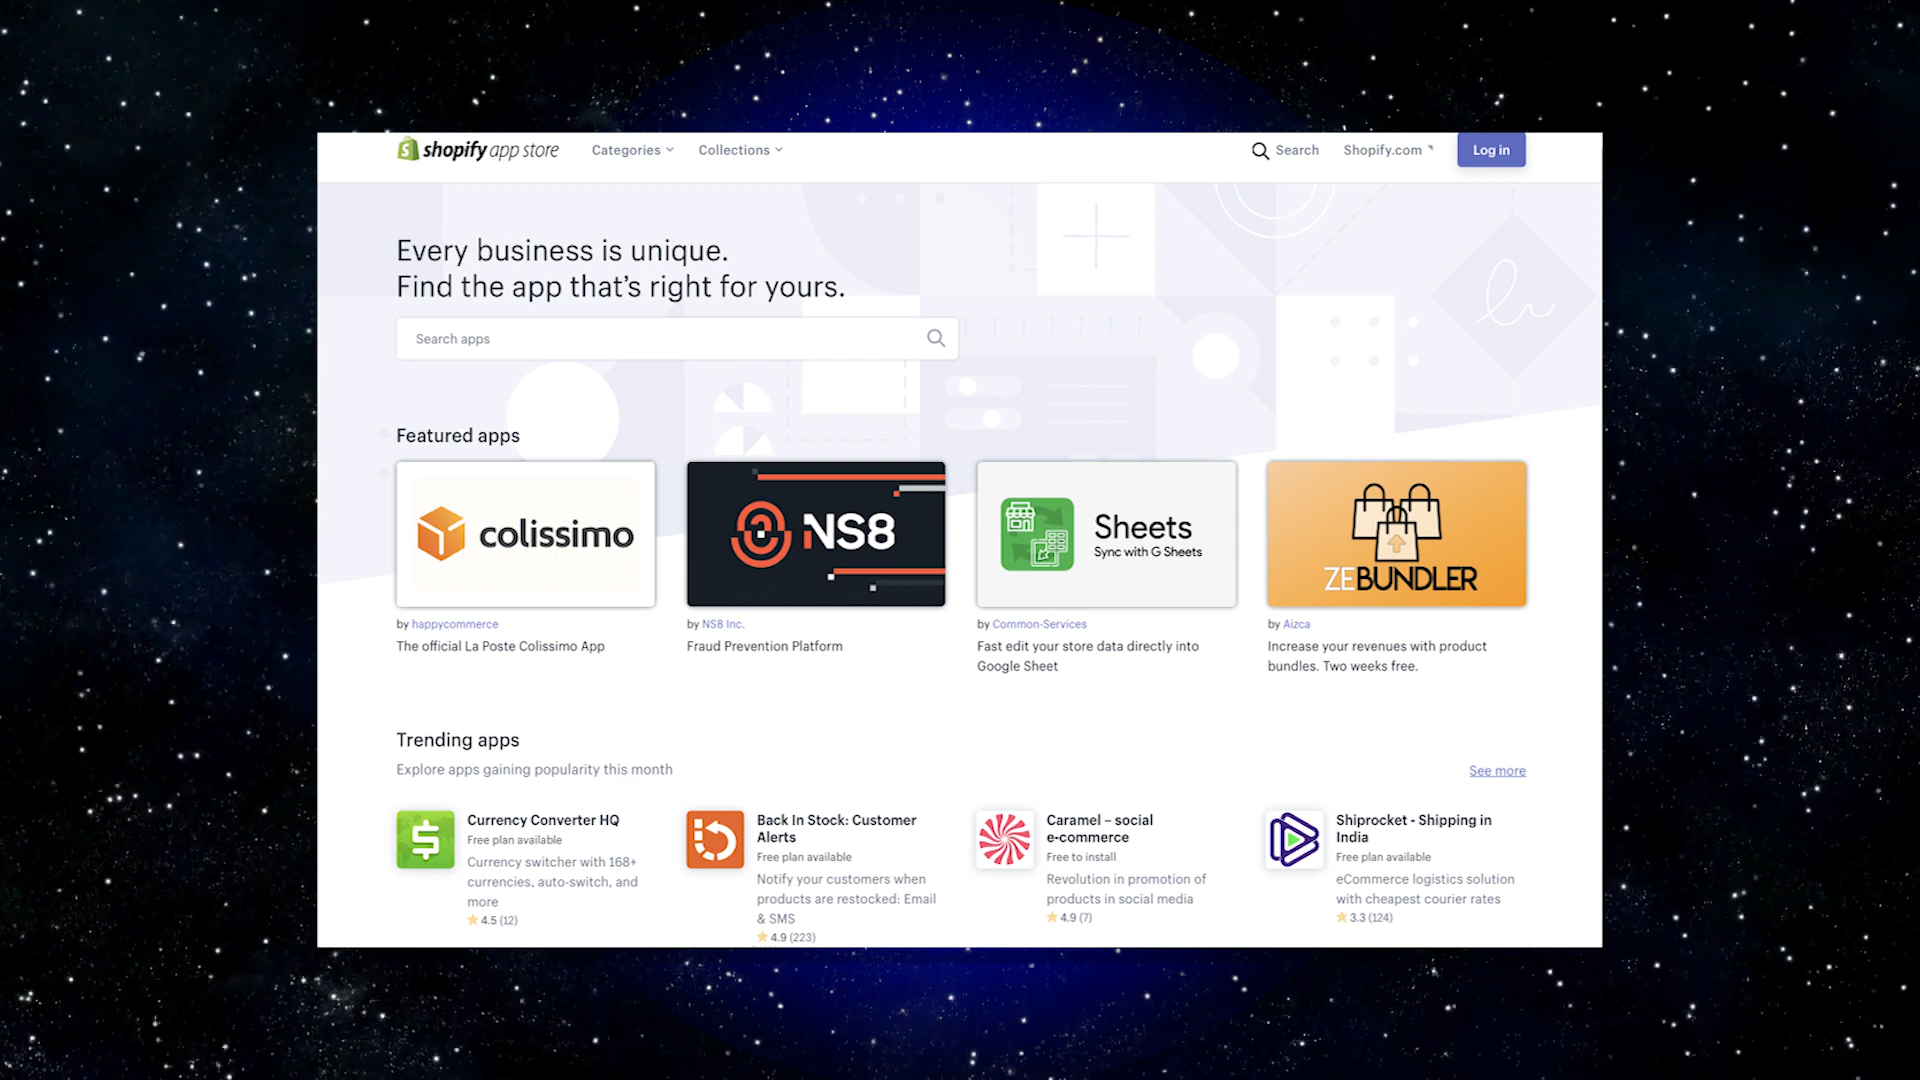 shopify app store
Categories
Collections
Search
Shopify.com
Log in
Every business is unique.
Find the app that's right for yours.
Search apps
Featured apps
colissimo
by happycommerce
The official La Poste Colissimo App
NS8
by NS8 Inc.
Fraud Prevention Platform
Sheets
Sync with G Sheets
by Common-Services
Fast edit your store data directly into
Google Sheet
ZEBUNDLER
by Aizca
Increase your revenues with product
bundles. Two weeks free.
Trending apps
Explore apps gaining popularity this month
See more
Currency Converter HQ
Free plan available
Currency switcher with 168+
currencies, auto-switch, and
more
4.5 (12)
Back In Stock: Customer
Alerts
Free plan available
Notify your customers when
products are restocked: Email
& SMS
4.9 (223)
Caramel – social
e-commerce
Free to install
Revolution in promotion of
products in social media
4.9 (7)
Shiprocket - Shipping in
India
Free plan available
eCommerce logistics solution
with cheapest courier rates
3.3 (124)